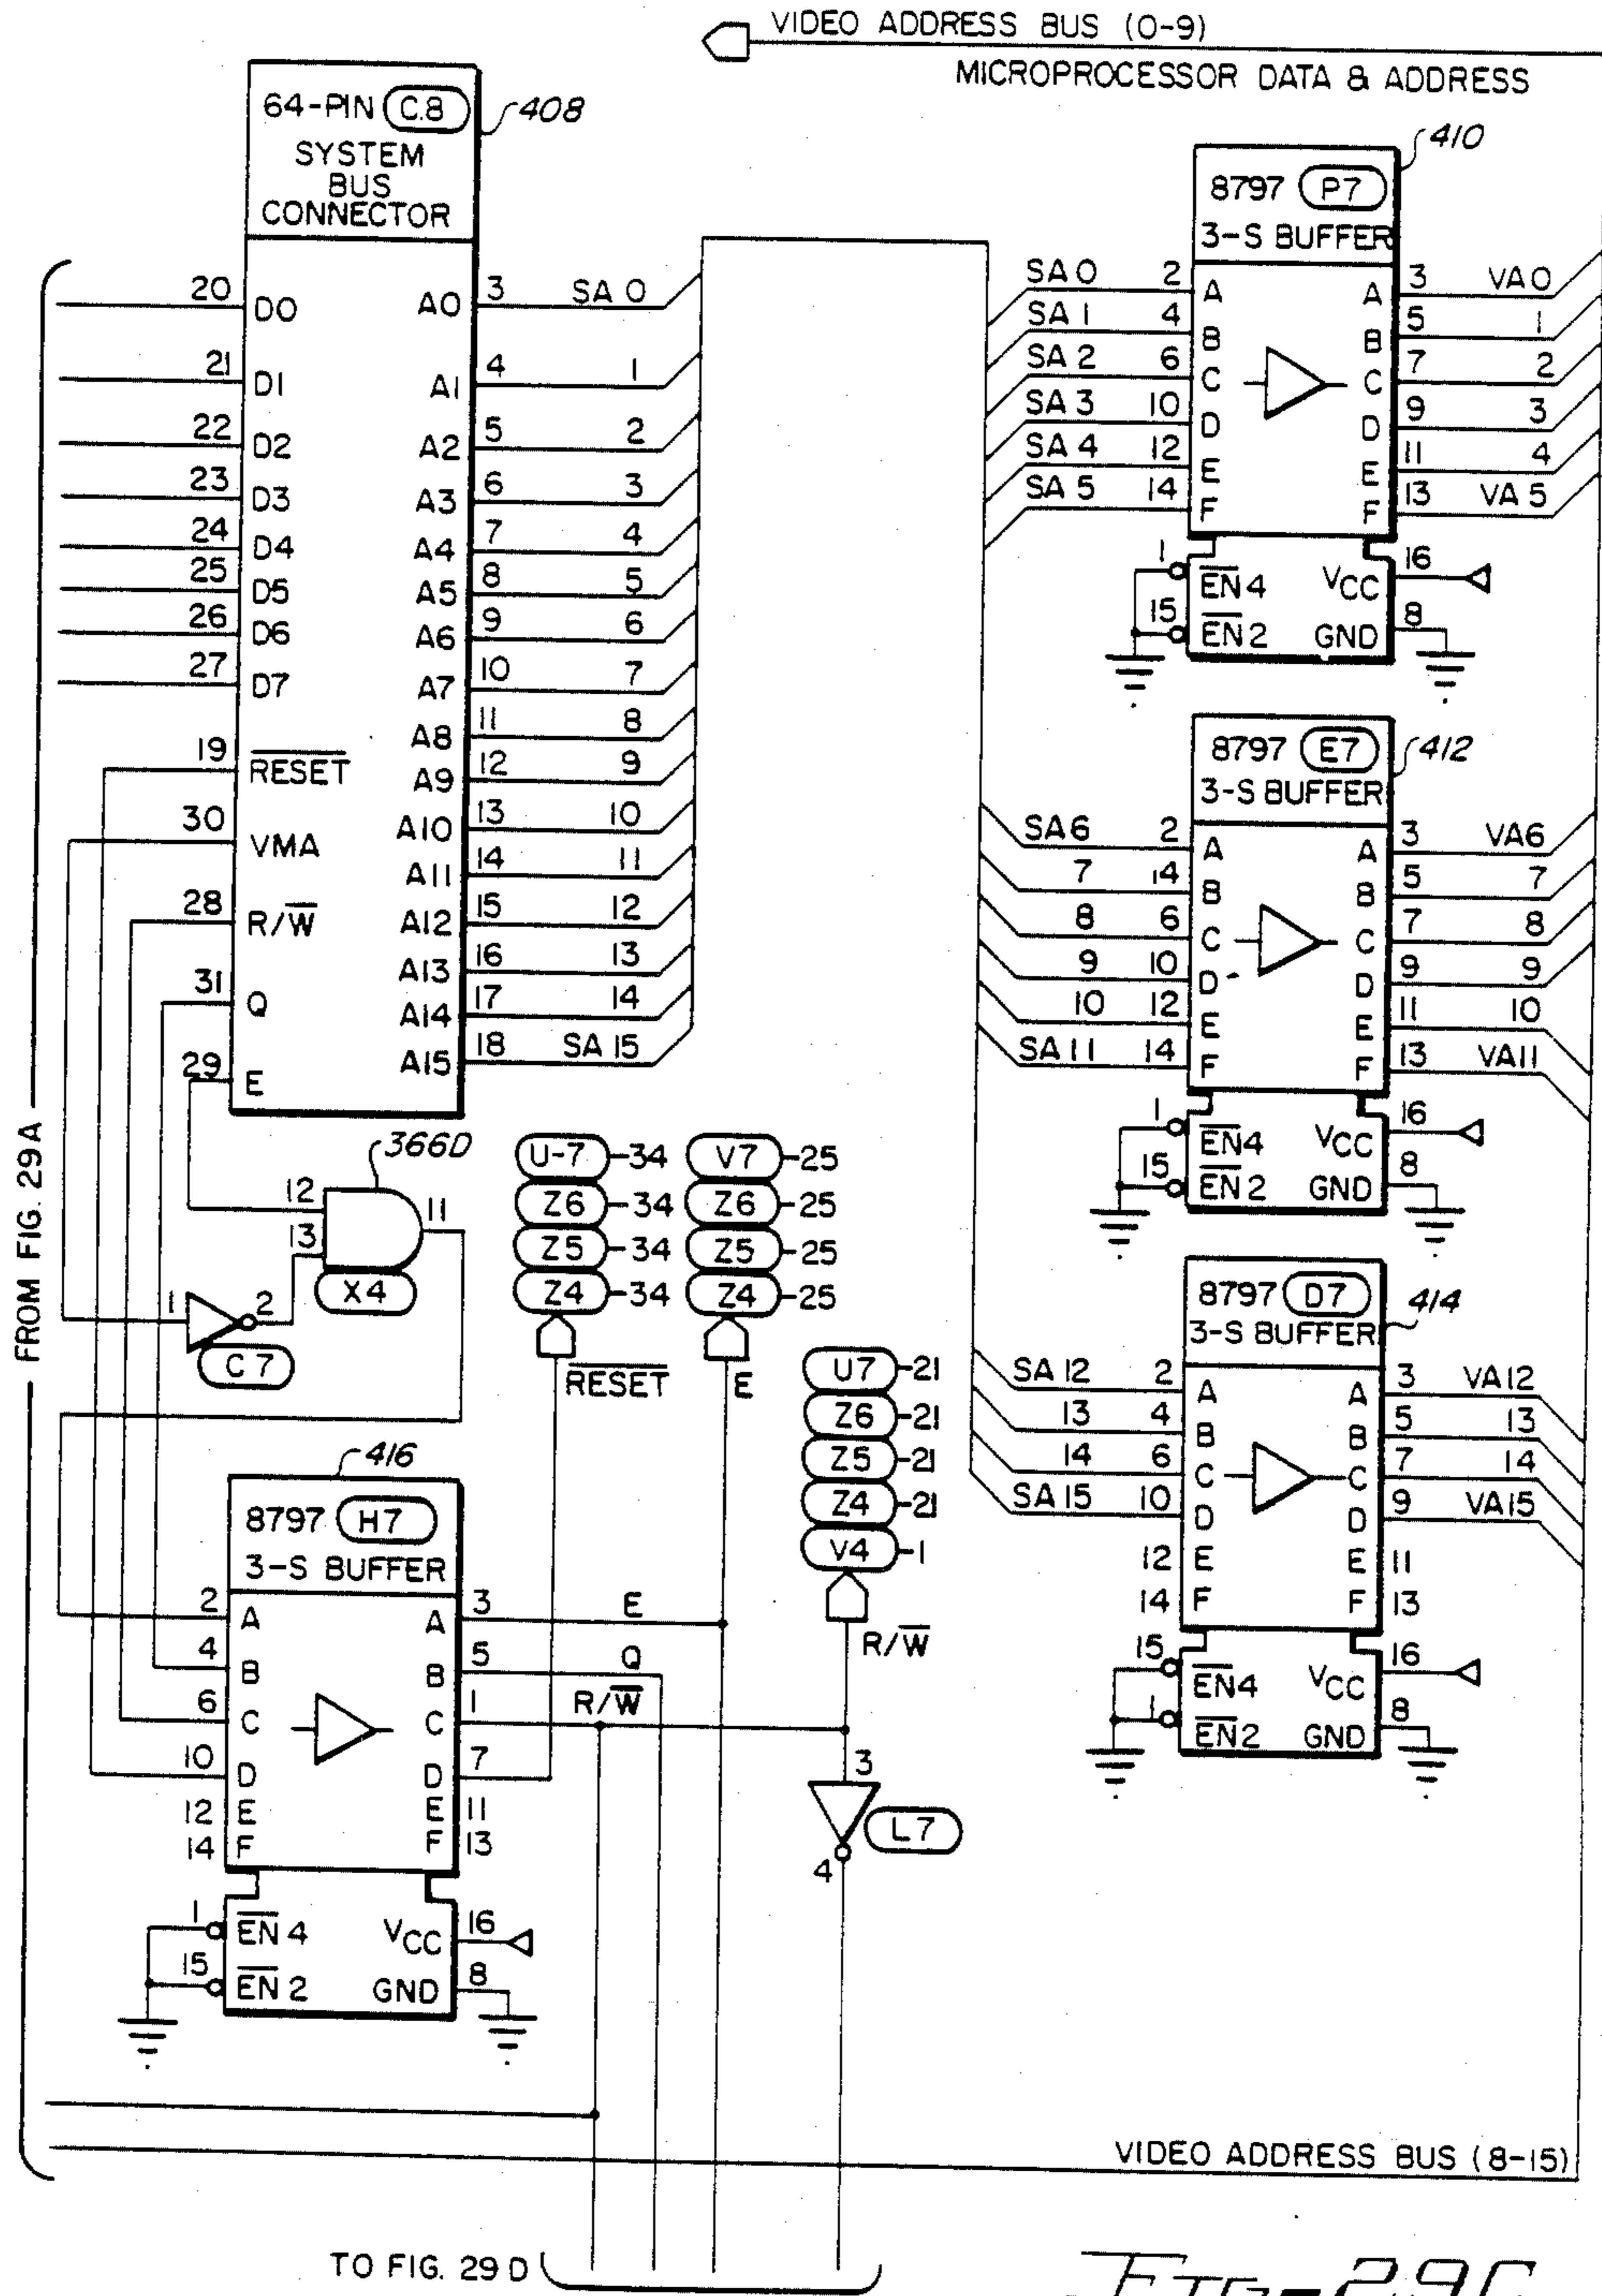 VIDEO ADDRESS BUS (0-9)
MICROPROCESSOR DATA & ADDRESS
64-PIN C.8
408
SYSTEM
BUS
CONNECTOR
20 D0 A0 3 SA 0
21 D1 A1 4 1
22 D2 A2 5 2
23 D3 A3 6 3
24 D4 A4 7 4
25 D5 A5 8 5
26 D6 A6 9 6
27 D7 A7 10 7
A8 11 8
19 RESET A9 12 9
30 VMA A10 13 10
A11 14 11
28 R/W A12 15 12
A13 16 13
31 Q A14 17 14
A15 18 SA 15
29 E
FROM FIG. 29A
410
8797 P7
3-S BUFFER
SA 0 2 A A 3 VA0
SA 1 4 B B 5 1
SA 2 6 C C 7 2
SA 3 10 D D 9 3
SA 4 12 E E 11 4
SA 5 14 F F 13 VA 5
1 EN4 VCC 16
15 EN2 GND 8
412
8797 E7
3-S BUFFER
SA6 2 A A 3 VA6
7 14 B B 5 7
8 6 C C 7 8
9 10 D D 9 9
10 12 E E 11 10
SA11 14 F F 13 VA11
1 EN4 VCC 16
15 EN2 GND 8
414
8797 D7
3-S BUFFER
SA 12 2 A A 3 VA12
13 4 B B 5 13
14 6 C C 7 14
SA 15 10 D D 9 VA15
12 E E 11
14 F F 13
15 EN4 VCC 16
1 EN2 GND 8
366D
12
13
11
X4
1 2
C7
U-7 34
Z6 34
Z5 34
Z4 34
RESET
V7 25
Z6 25
Z5 25
Z4 25
E
U7 21
Z6 21
Z5 21
Z4 21
V4 1
R/W
416
8797 H7
3-S BUFFER
2 A A 3 E
4 B B 5 Q
6 C C 1 R/W
10 D D 7
12 E E 11
14 F F 13
1 EN4 VCC 16
15 EN2 GND 8
3
L7
4
VIDEO ADDRESS BUS (8-15)
TO FIG. 29D
FIG-29C